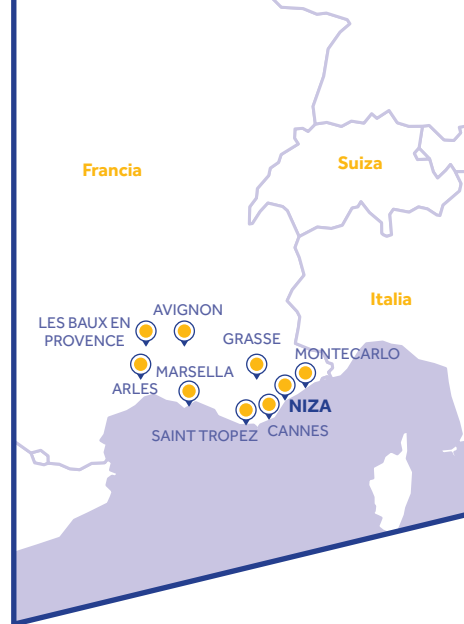 Francia
Suiza
Italia
AVIGNON
LES BAUX EN
PROVENCE
GRASSE
MONTECARLO
MARSELLA
ARLES
NIZA
CANNES
SAINT TROPEZ